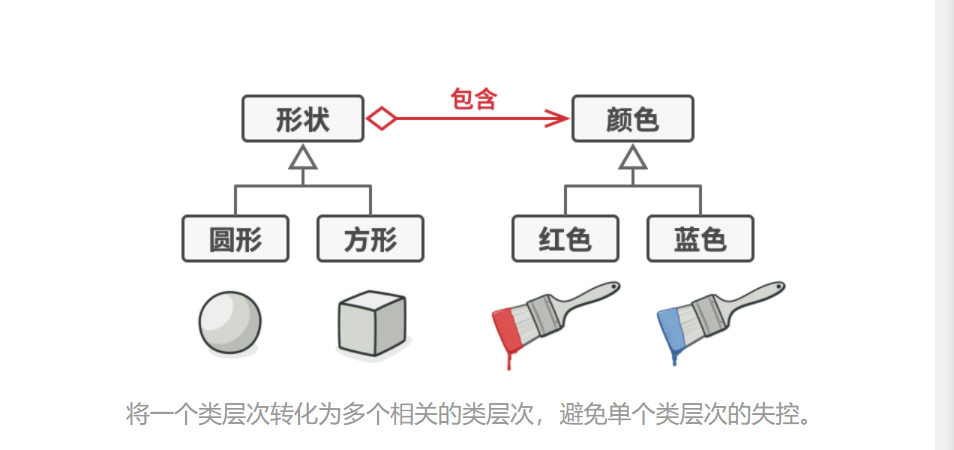 包含
形状
颜色
圆形
方形
红色
蓝色
将一个类层次转化为多个相关的类层次，避免单个类层次的失控。